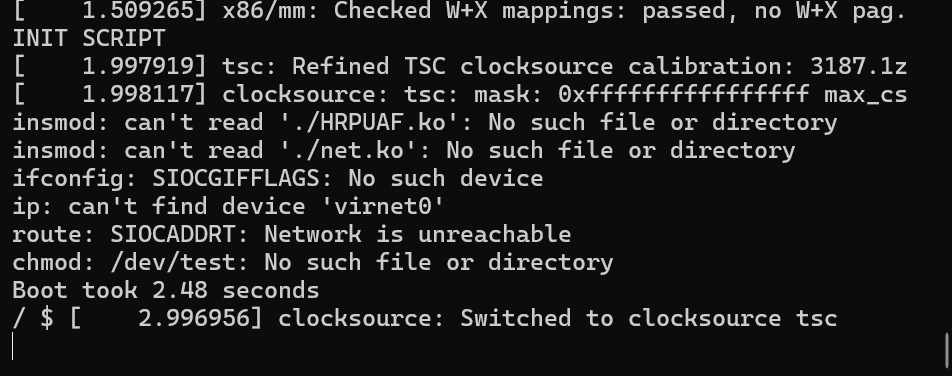 [    1.509265] x86/mm: Checked W+X mappings: passed, no W+X pag.
INIT SCRIPT
[    1.997919] tsc: Refined TSC clocksource calibration: 3187.1z
[    1.998117] clocksource: tsc: mask: 0xffffffffffffffff max_cs
insmod: can't read './HRPUAF.ko': No such file or directory
insmod: can't read './net.ko': No such file or directory
ifconfig: SIOCGIFFLAGS: No such device
ip: can't find device 'virnet0'
route: SIOCADDRT: Network is unreachable
chmod: /dev/test: No such file or directory
Boot took 2.48 seconds
/ $ [    2.996956] clocksource: Switched to clocksource tsc